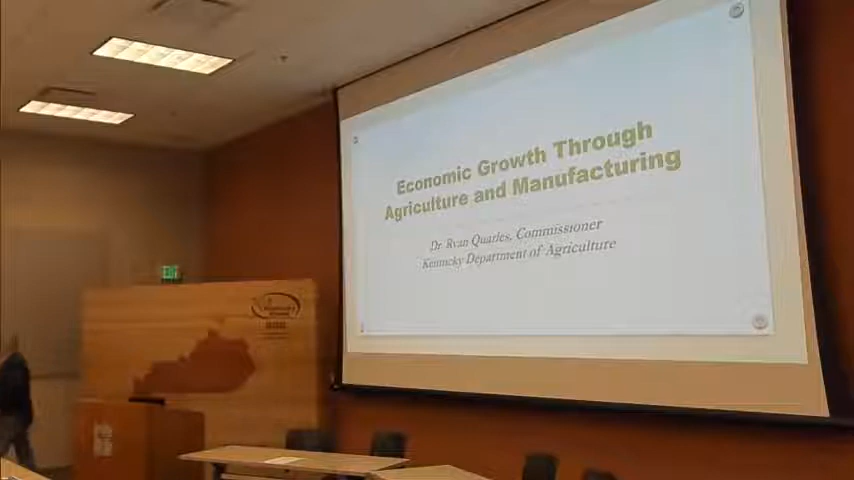 Economic Growth Through
Agriculture and Manufacturing
Dr. Ryan Quarles, Commissioner
Kentucky Department of Agriculture